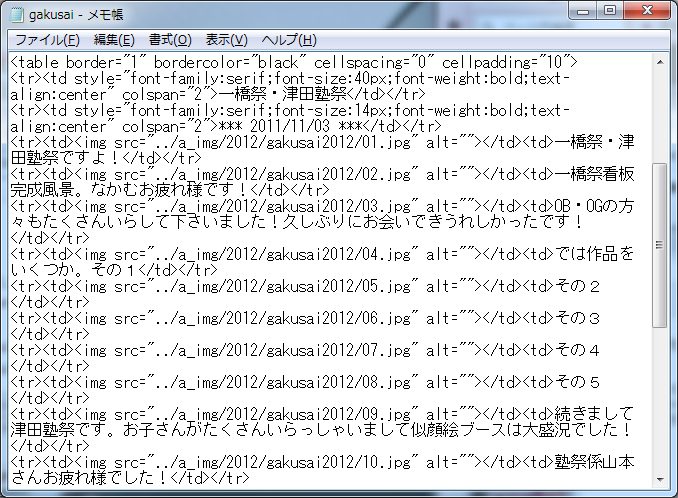 gakusai - メモ帳
ファイル(F) 編集(E) 書式(O) 表示(V) ヘルプ(H)
<table border="1" bordercolor="black" cellspacing="0" cellpadding="10">
<tr><td style="font-family:serif;font-size:40px;font-weight:bold;text-
align:center" colspan="2">一橋祭・津田塾祭</td></tr>
<tr><td style="font-family:serif;font-size:14px;font-weight:bold;text-
align:center" colspan="2">*** 2011/11/03 ***</td></tr>
<tr><td><img src="../a_img/2012/gakusai2012/01.jpg" alt=""></td><td>一橋祭・津
田塾祭ですよ！</td></tr>
<tr><td><img src="../a_img/2012/gakusai2012/02.jpg" alt=""></td><td>一橋祭看板
完成風景。なかむお疲れ様です！</td></tr>
<tr><td><img src="../a_img/2012/gakusai2012/03.jpg" alt=""></td><td>OB・OGの方
々もたくさんいらして下さいました！久しぶりにお会いできうれしかったです！
</td></tr>
<tr><td><img src="../a_img/2012/gakusai2012/04.jpg" alt=""></td><td>では作品を
いくつか。その１</td></tr>
<tr><td><img src="../a_img/2012/gakusai2012/05.jpg" alt=""></td><td>その２
</td></tr>
<tr><td><img src="../a_img/2012/gakusai2012/06.jpg" alt=""></td><td>その３
</td></tr>
<tr><td><img src="../a_img/2012/gakusai2012/07.jpg" alt=""></td><td>その４
</td></tr>
<tr><td><img src="../a_img/2012/gakusai2012/08.jpg" alt=""></td><td>その５
</td></tr>
<tr><td><img src="../a_img/2012/gakusai2012/09.jpg" alt=""></td><td>続きまして
津田塾祭です。お子さんがたくさんいらっしゃいまして似顔絵ブースは大盛況でした！
</td></tr>
<tr><td><img src="../a_img/2012/gakusai2012/10.jpg" alt=""></td><td>塾祭係山本
さんお疲れ様でした！</td></tr>